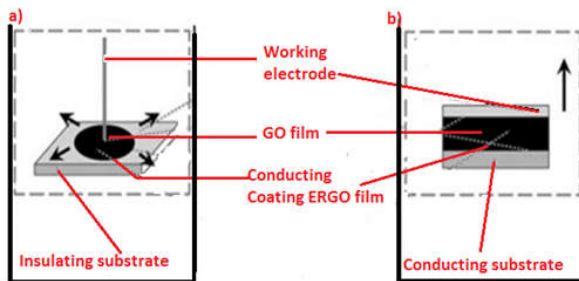 a)
b)
Working
electrode
GO film
Conducting
Coating ERGO film
Insulating substrate
Conducting substrate